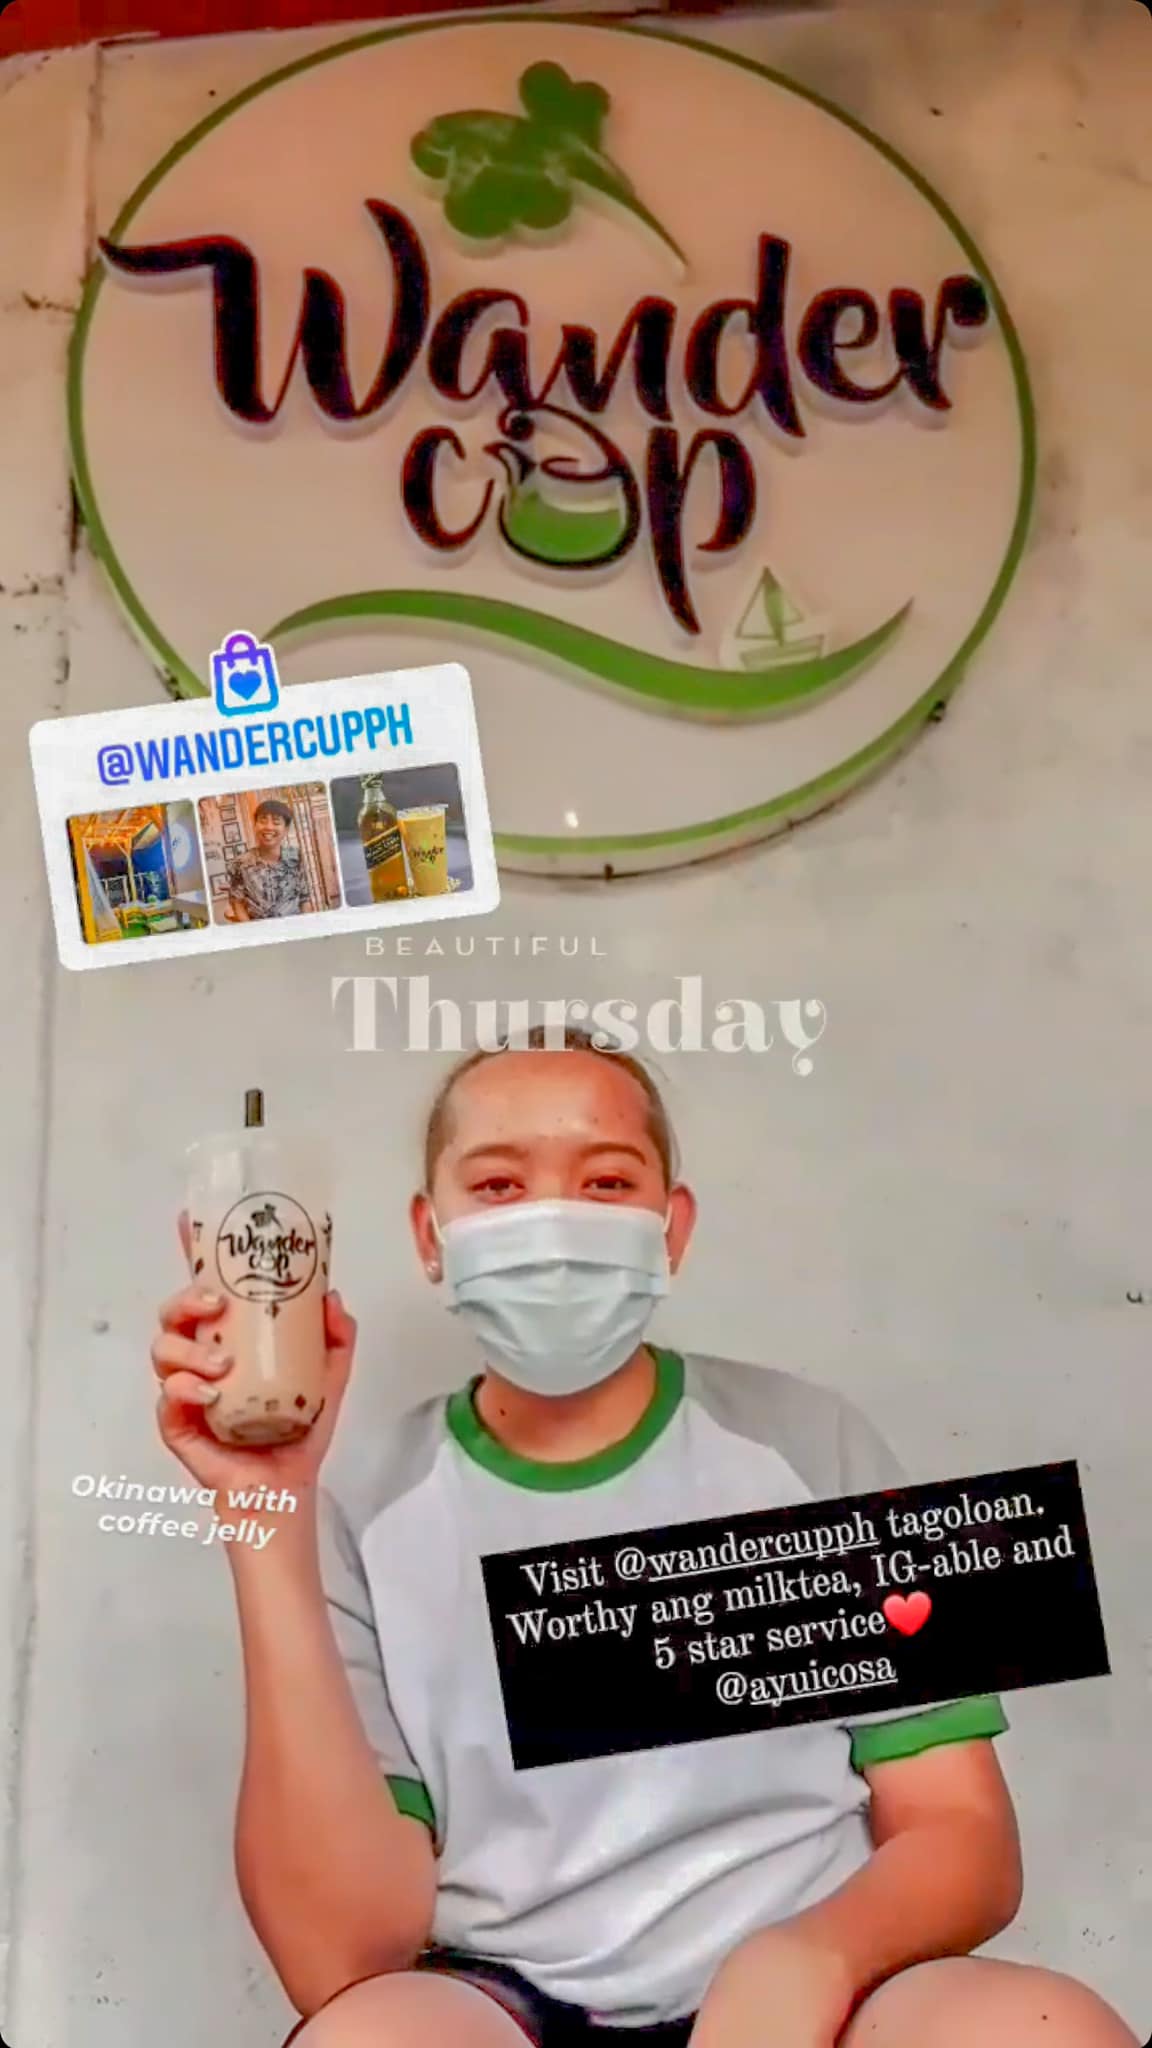 Wander
cup
@WANDERCUPPH
BEAUTIFUL
Thursday
Wander
cup
Okinawa with
coffee jelly
Visit @wandercupph tagoloan.
Worthy ang milktea, IG-able and
5 star service❤️
@ayuicosa